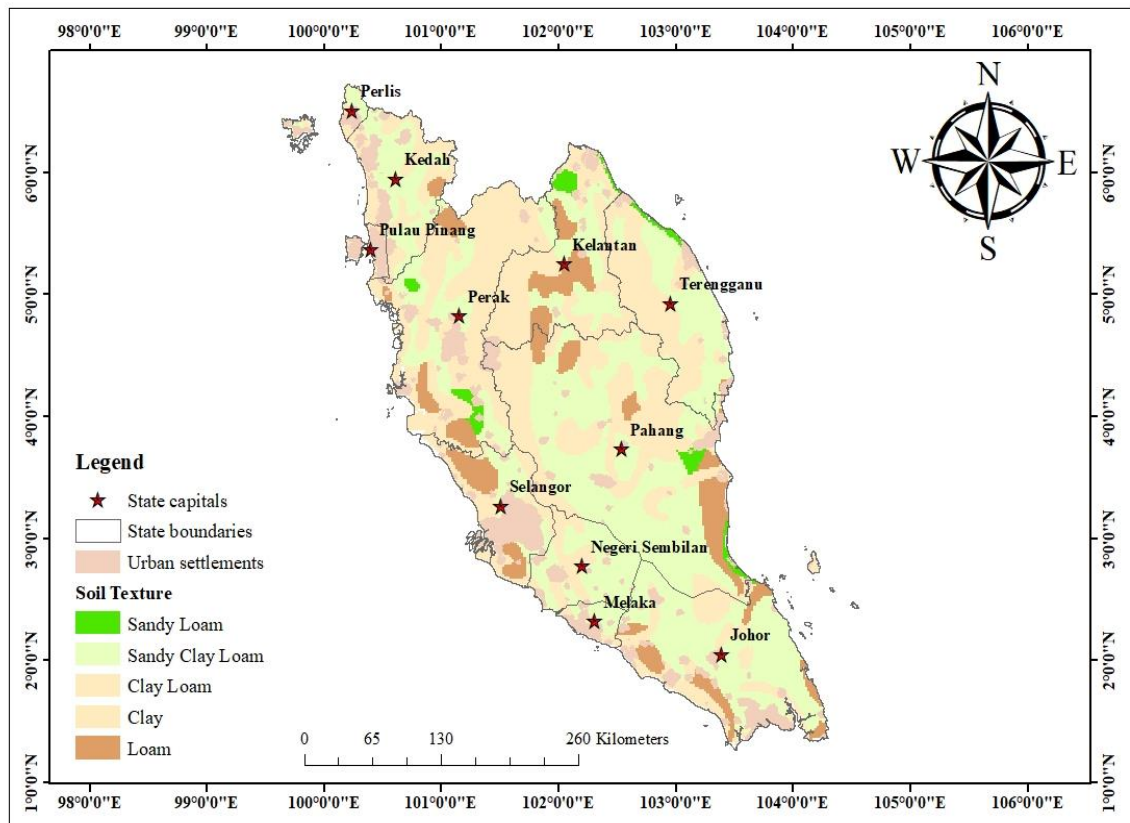 98°0'0"E 99°0'0"E 100°0'0"E 101°0'0"E 102°0'0"E 103°0'0"E 104°0'0"E 105°0'0"E 106°0'0"E
N
W E
S
6°0'0"N
5°0'0"N
4°0'0"N
3°0'0"N
2°0'0"N
1°0'0"N
6°0'0"N
5°0'0"N
4°0'0"N
3°0'0"N
2°0'0"N
1°0'0"N
Perlis
Kedah
Pulau Pinang
Kelantan
Terengganu
Perak
Pahang
Selangor
Negeri Sembilan
Melaka
Johor
Legend
State capitals
State boundaries
Urban settlements
Soil Texture
Sandy Loam
Sandy Clay Loam
Clay Loam
Clay
Loam
0 65 130 260 Kilometers
98°0'0"E 99°0'0"E 100°0'0"E 101°0'0"E 102°0'0"E 103°0'0"E 104°0'0"E 105°0'0"E 106°0'0"E